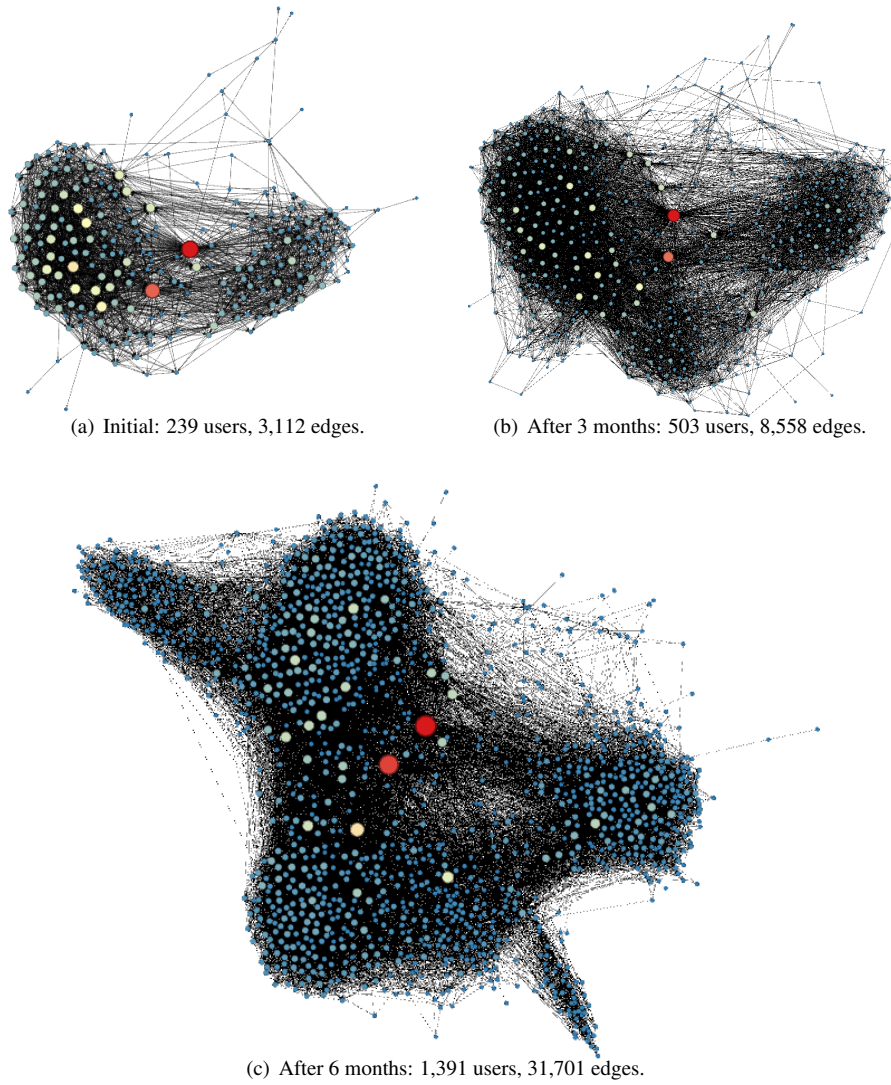 (a) Initial: 239 users, 3,112 edges.
(b) After 3 months: 503 users, 8,558 edges.
(c) After 6 months: 1,391 users, 31,701 edges.